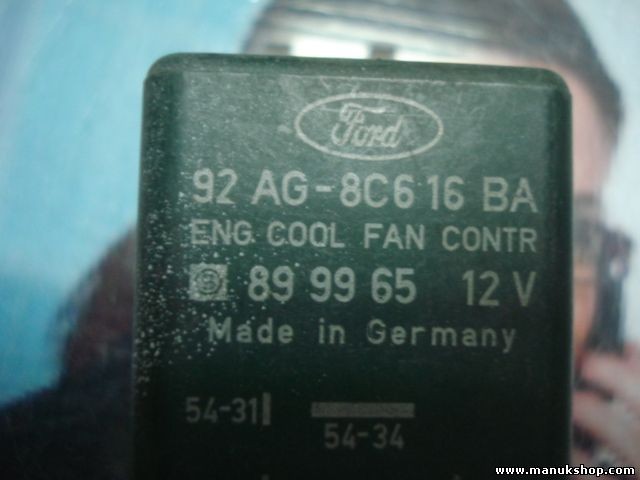 Ford
92 AG-8C616 BA
ENG COOL FAN CONTR
89 99 65 12 V
Made in Germany
54-31
54-34
www.manukshop.com